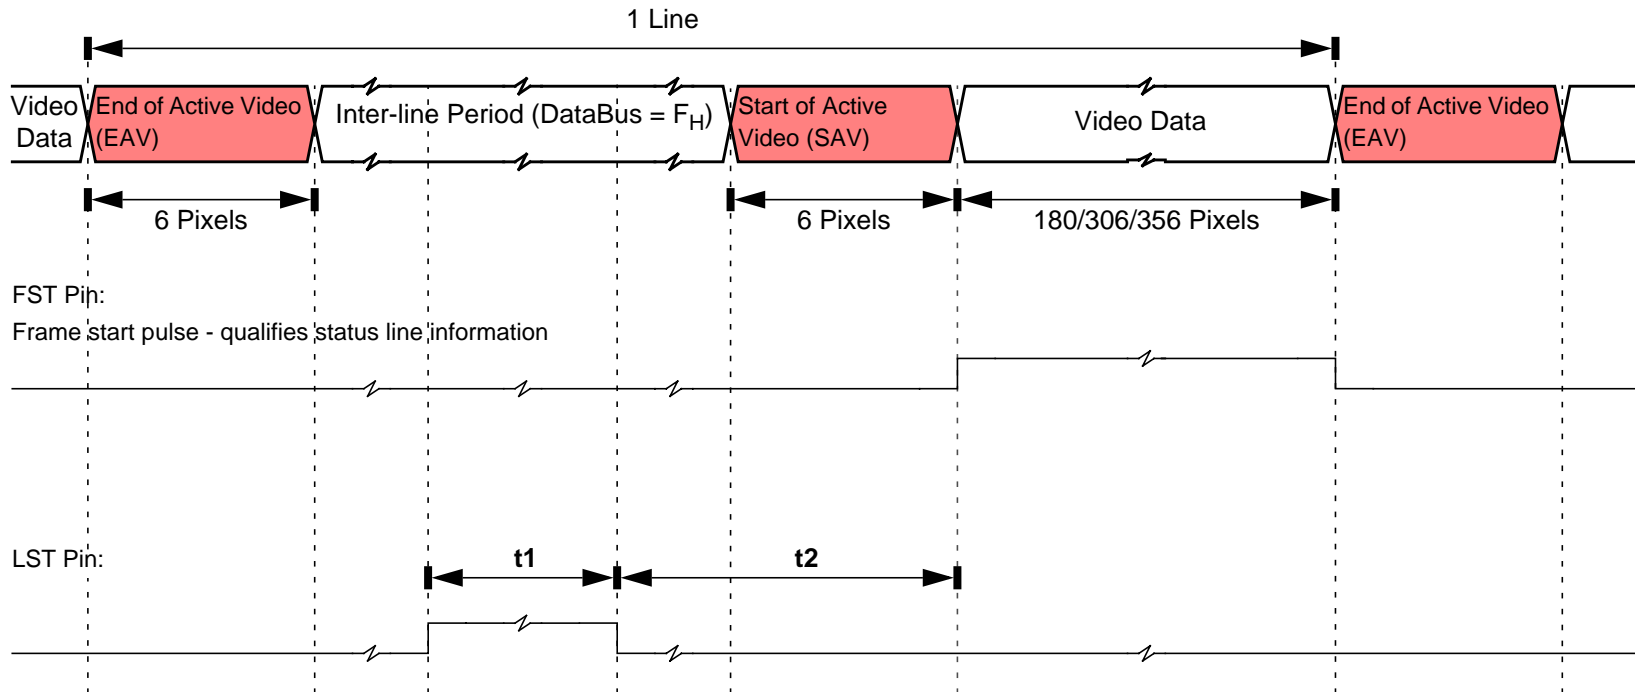 1 Line
Video
Data
End of Active Video
(EAV)
Inter-line Period (DataBus = FH)
Start of Active
Video (SAV)
Video Data
End of Active Video
(EAV)
6 Pixels
6 Pixels
180/306/356 Pixels
FST Pin:
Frame start pulse - qualifies status line information
LST Pin:
t1
t2